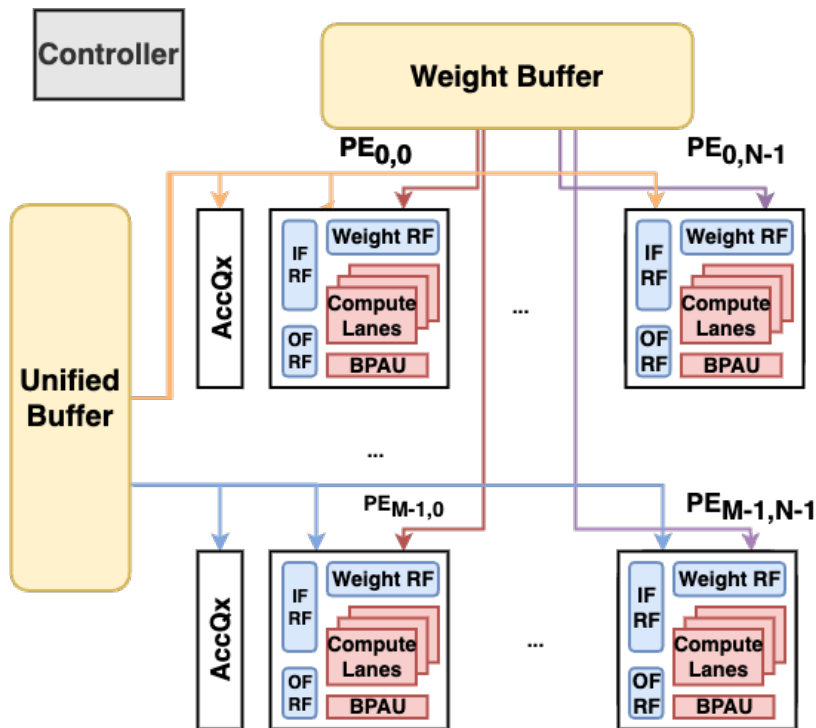 Controller
Weight Buffer
PE0,0
PE0,N-1
Unified
Buffer
AccQx
IF
RF
Weight RF
Compute
Lanes
OF
RF
BPAU
...
IF
RF
Weight RF
Compute
Lanes
OF
RF
BPAU
...
PEM-1,0
PEM-1,N-1
AccQx
IF
RF
Weight RF
Compute
Lanes
OF
RF
BPAU
...
IF
RF
Weight RF
Compute
Lanes
OF
RF
BPAU